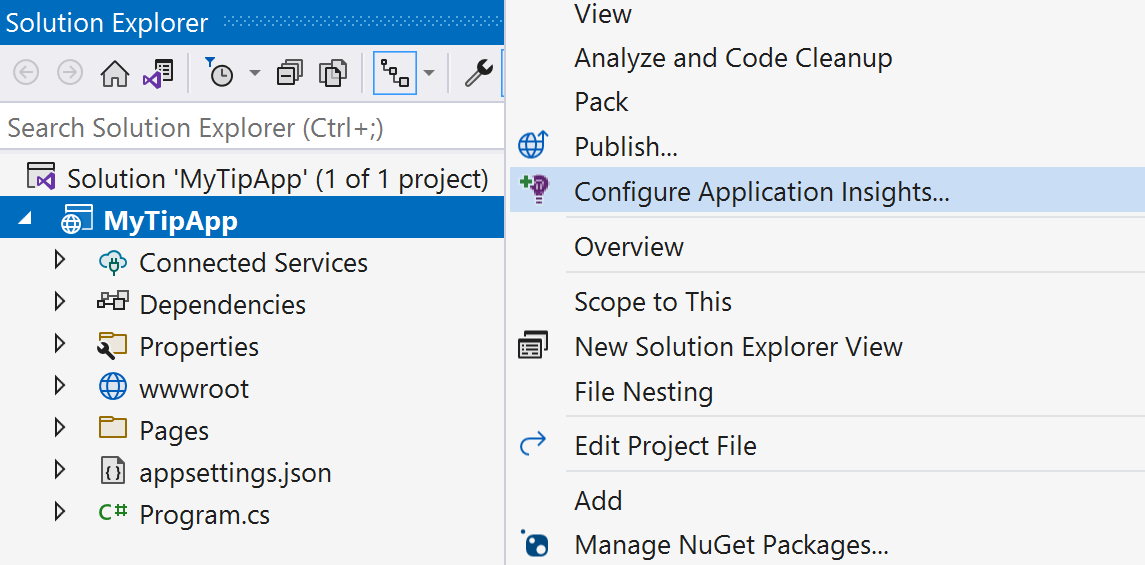 Solution Explorer
Search Solution Explorer (Ctrl+;)
Solution 'MyTipApp' (1 of 1 project)
MyTipApp
Connected Services
Dependencies
Properties
wwwroot
Pages
appsettings.json
C# Program.cs
View
Analyze and Code Cleanup
Pack
Publish...
Configure Application Insights...
Overview
Scope to This
New Solution Explorer View
File Nesting
Edit Project File
Add
Manage NuGet Packages...